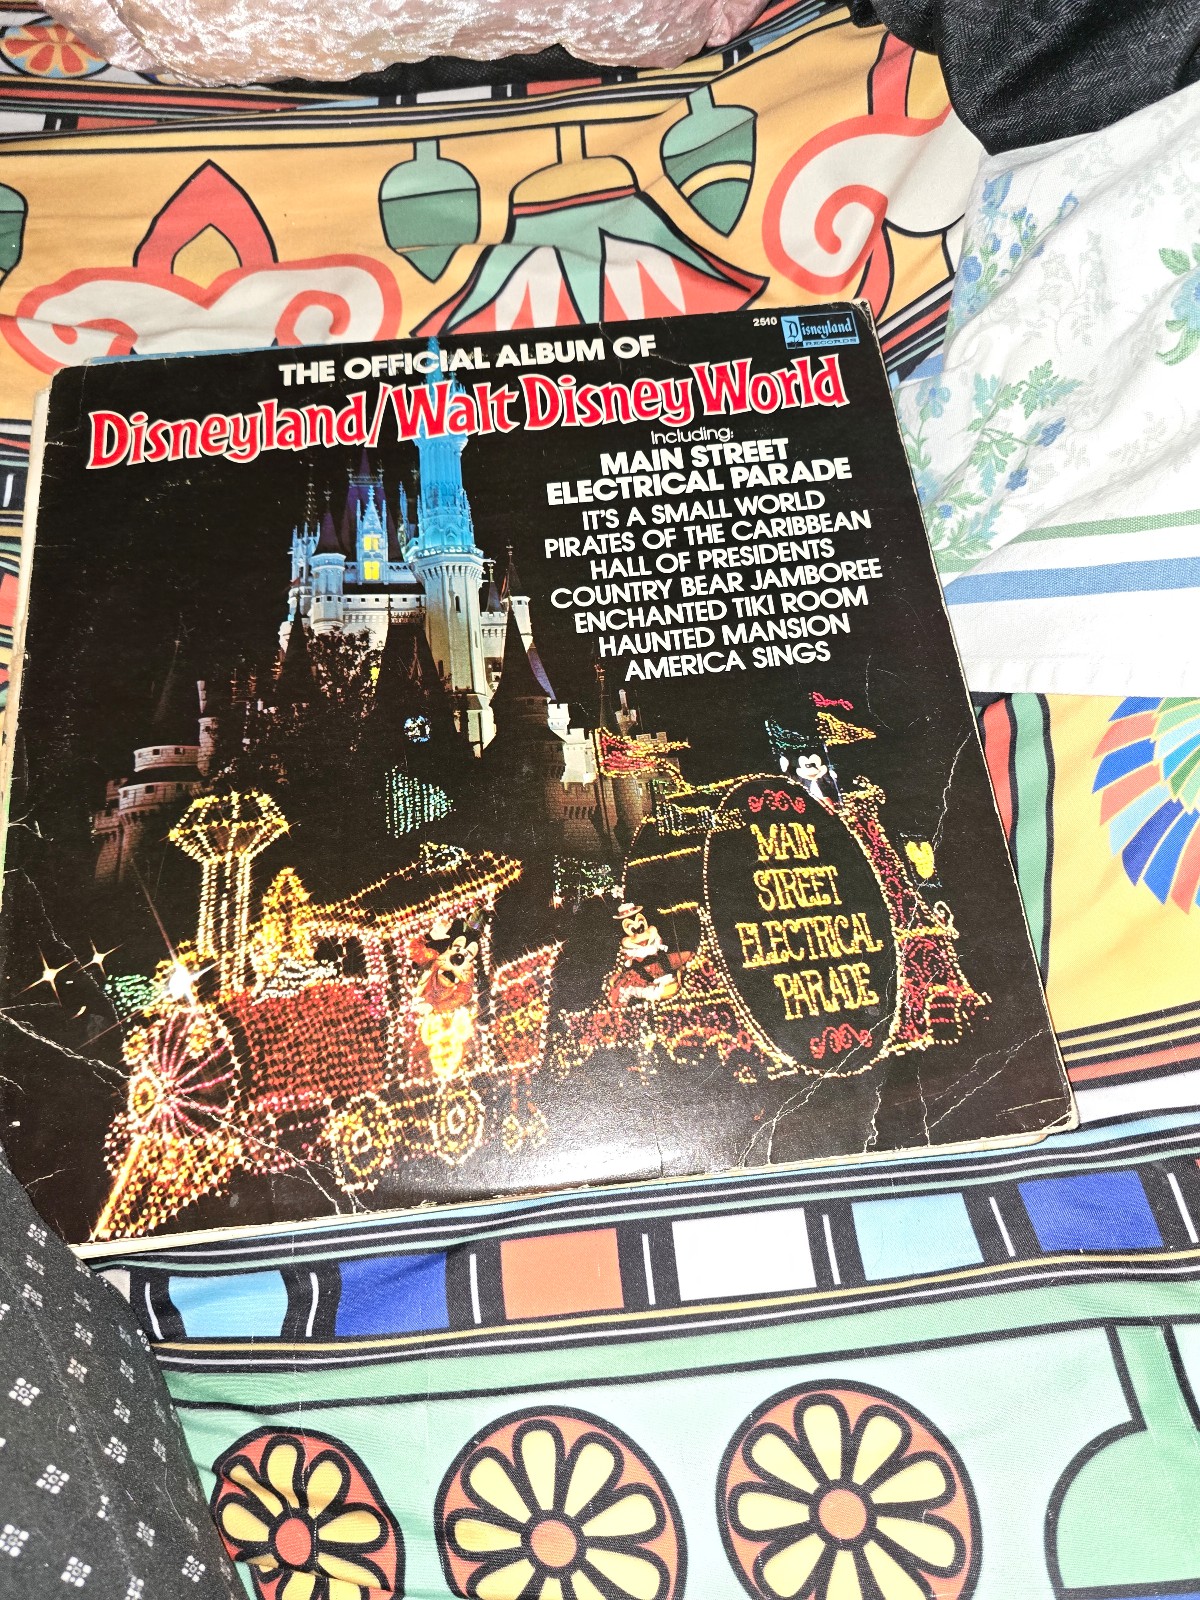 2510
Disneyland
RECORDS
THE OFFICIAL ALBUM OF
Disneyland/Walt Disney World
Including:
MAIN STREET
ELECTRICAL PARADE
IT'S A SMALL WORLD
PIRATES OF THE CARIBBEAN
HALL OF PRESIDENTS
COUNTRY BEAR JAMBOREE
ENCHANTED TIKI ROOM
HAUNTED MANSION
AMERICA SINGS
MAIN
STREET
ELECTRICAL
PARADE